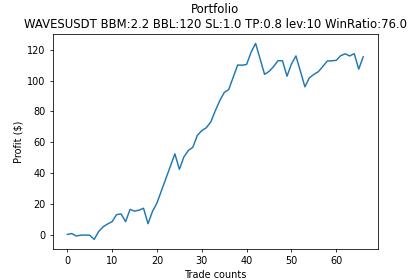 Portfolio
WAVESUSDT BBM:2.2 BBL:120 SL:1.0 TP:0.8 lev:10 WinRatio:76.0
120
100
80
60
40
20
0
Profit ($)
0 10 20 30 40 50 60
Trade counts